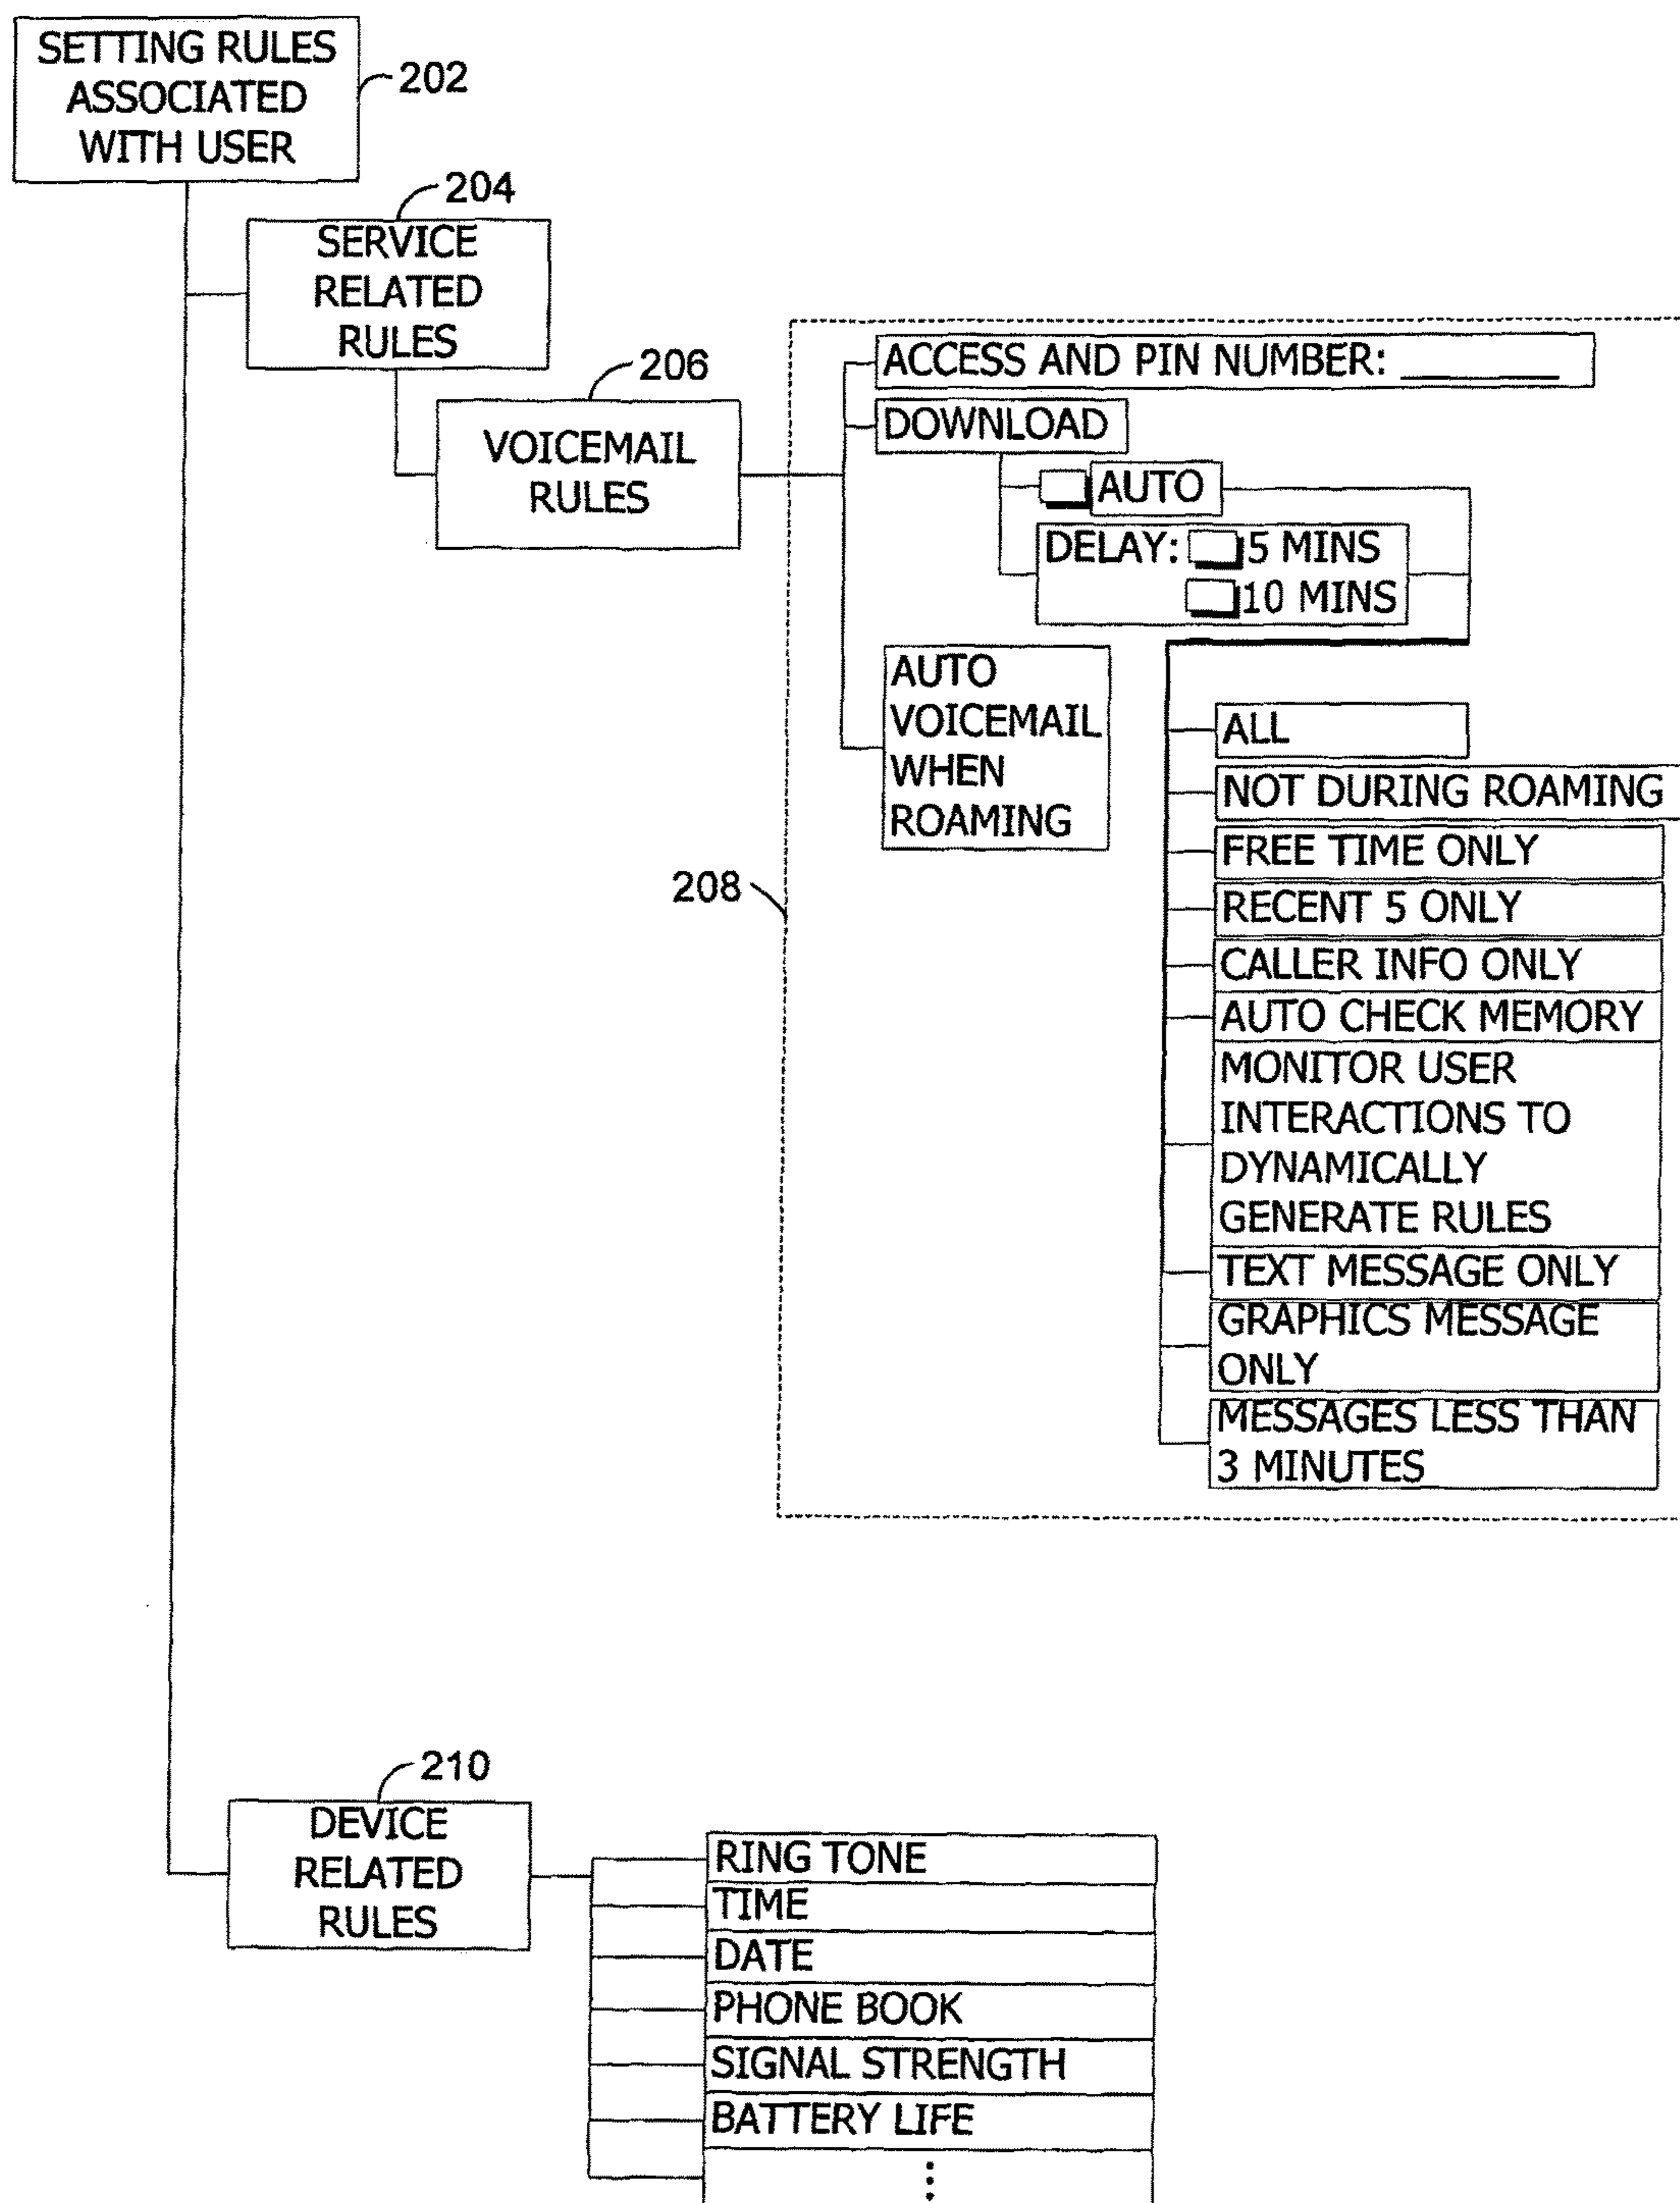 SETTING RULES
ASSOCIATED
WITH USER
202
204
SERVICE
RELATED
RULES
206
VOICEMAIL
RULES
ACCESS AND PIN NUMBER: ________
DOWNLOAD
AUTO
DELAY: 5 MINS
10 MINS
AUTO
VOICEMAIL
WHEN
ROAMING
208
ALL
NOT DURING ROAMING
FREE TIME ONLY
RECENT 5 ONLY
CALLER INFO ONLY
AUTO CHECK MEMORY
MONITOR USER
INTERACTIONS TO
DYNAMICALLY
GENERATE RULES
TEXT MESSAGE ONLY
GRAPHICS MESSAGE
ONLY
MESSAGES LESS THAN
3 MINUTES
210
DEVICE
RELATED
RULES
RING TONE
TIME
DATE
PHONE BOOK
SIGNAL STRENGTH
BATTERY LIFE
⋮